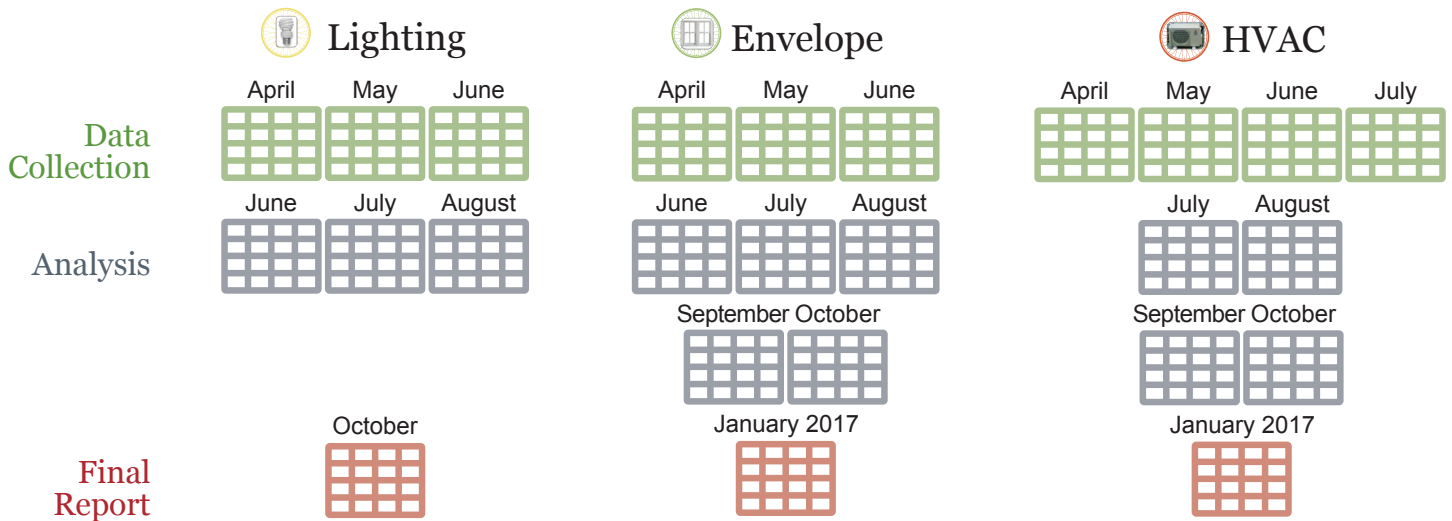 Lighting
Envelope
HVAC
April May June
April May June
April May June July
Data
Collection
June July August
June July August
July August
Analysis
September October
September October
October
January 2017
January 2017
Final
Report